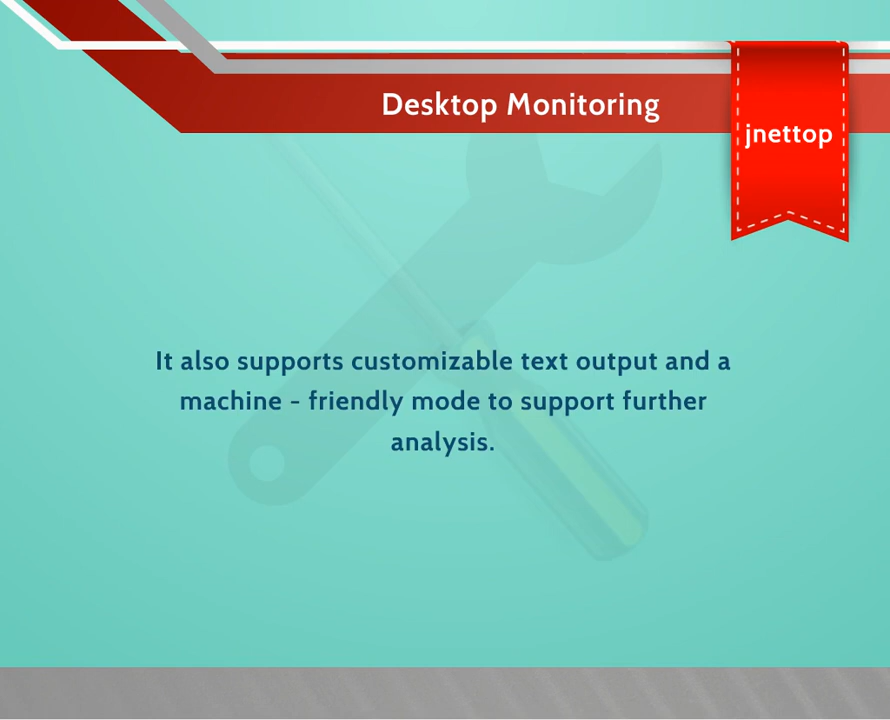 Desktop Monitoring
jnettop
It also supports customizable text output and a
machine - friendly mode to support further
analysis.